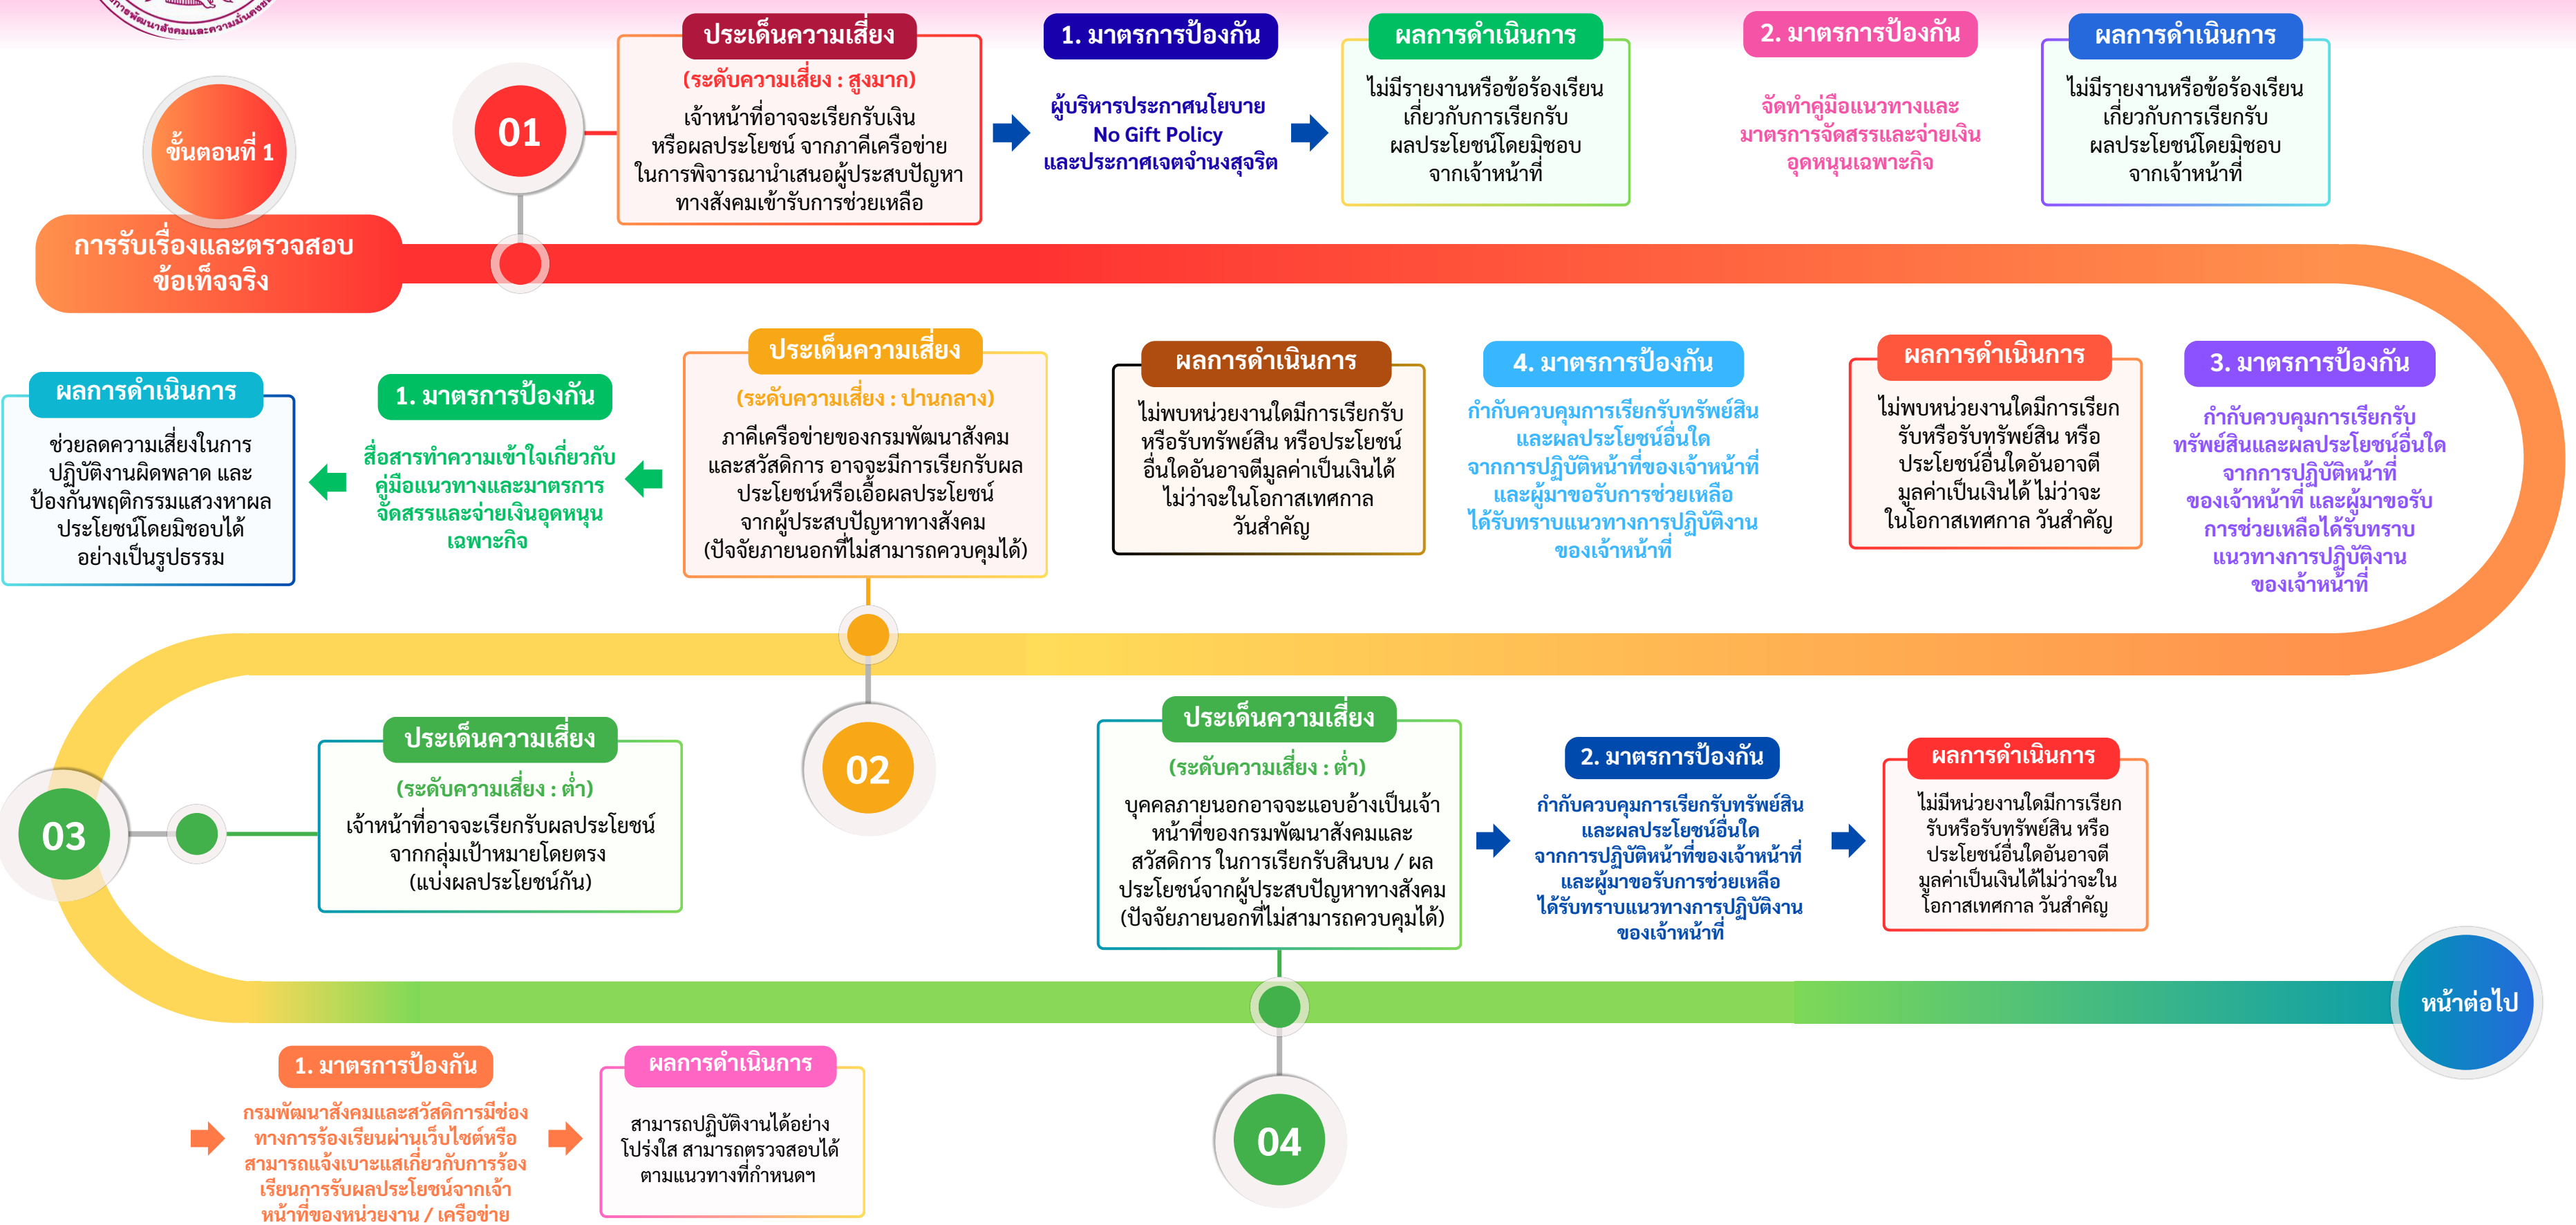 พัฒนาสังคมและความมั่นคง
ขั้นตอนที่ 1
การรับเรื่องและตรวจสอบ
ข้อเท็จจริง
01
ประเด็นความเสี่ยง
(ระดับความเสี่ยง : สูงมาก)
เจ้าหน้าที่อาจจะเรียกรับเงิน
หรือผลประโยชน์ จากภาคีเครือข่าย
ในการพิจารณานำเสนอผู้ประสบปัญหา
ทางสังคมเข้ารับการช่วยเหลือ
1. มาตรการป้องกัน
ผู้บริหารประกาศนโยบาย
No Gift Policy
และประกาศเจตจำนงสุจริต
ผลการดำเนินการ
ไม่มีรายงานหรือข้อร้องเรียน
เกี่ยวกับการเรียกรับ
ผลประโยชน์โดยมิชอบ
จากเจ้าหน้าที่
2. มาตรการป้องกัน
จัดทำคู่มือแนวทางและ
มาตรการจัดสรรและจ่ายเงิน
อุดหนุนเฉพาะกิจ
ผลการดำเนินการ
ไม่มีรายงานหรือข้อร้องเรียน
เกี่ยวกับการเรียกรับ
ผลประโยชน์โดยมิชอบ
จากเจ้าหน้าที่
3. มาตรการป้องกัน
กำกับควบคุมการเรียกรับ
ทรัพย์สินและผลประโยชน์อื่นใด
จากการปฏิบัติหน้าที่
ของเจ้าหน้าที่ และผู้มาขอรับ
การช่วยเหลือได้รับทราบ
แนวทางการปฏิบัติงาน
ของเจ้าหน้าที่
ผลการดำเนินการ
ไม่พบหน่วยงานใดมีการเรียก
รับหรือรับทรัพย์สิน หรือ
ประโยชน์อื่นใดอันอาจตี
มูลค่าเป็นเงินได้ ไม่ว่าจะ
ในโอกาสเทศกาล วันสำคัญ
4. มาตรการป้องกัน
กำกับควบคุมการเรียกรับทรัพย์สิน
และผลประโยชน์อื่นใด
จากการปฏิบัติหน้าที่ของเจ้าหน้าที่
และผู้มาขอรับการช่วยเหลือ
ได้รับทราบแนวทางการปฏิบัติงาน
ของเจ้าหน้าที่
ผลการดำเนินการ
ไม่พบหน่วยงานใดมีการเรียกรับ
หรือรับทรัพย์สิน หรือประโยชน์
อื่นใดอันอาจตีมูลค่าเป็นเงินได้
ไม่ว่าจะในโอกาสเทศกาล
วันสำคัญ
02
ประเด็นความเสี่ยง
(ระดับความเสี่ยง : ปานกลาง)
ภาคีเครือข่ายของกรมพัฒนาสังคม
และสวัสดิการ อาจจะมีการเรียกรับผล
ประโยชน์หรือเอื้อผลประโยชน์
จากผู้ประสบปัญหาทางสังคม
(ปัจจัยภายนอกที่ไม่สามารถควบคุมได้)
1. มาตรการป้องกัน
สื่อสารทำความเข้าใจเกี่ยวกับ
คู่มือแนวทางและมาตรการ
จัดสรรและจ่ายเงินอุดหนุน
เฉพาะกิจ
ผลการดำเนินการ
ช่วยลดความเสี่ยงในการ
ปฏิบัติงานผิดพลาด และ
ป้องกันพฤติกรรมแสวงหาผล
ประโยชน์โดยมิชอบได้
อย่างเป็นรูปธรรม
03
ประเด็นความเสี่ยง
(ระดับความเสี่ยง : ต่ำ)
เจ้าหน้าที่อาจจะเรียกรับผลประโยชน์
จากกลุ่มเป้าหมายโดยตรง
(แบ่งผลประโยชน์กัน)
04
ประเด็นความเสี่ยง
(ระดับความเสี่ยง : ต่ำ)
บุคคลภายนอกอาจจะแอบอ้างเป็นเจ้า
หน้าที่ของกรมพัฒนาสังคมและ
สวัสดิการ ในการเรียกรับสินบน / ผล
ประโยชน์จากผู้ประสบปัญหาทางสังคม
(ปัจจัยภายนอกที่ไม่สามารถควบคุมได้)
2. มาตรการป้องกัน
กำกับควบคุมการเรียกรับทรัพย์สิน
และผลประโยชน์อื่นใด
จากการปฏิบัติหน้าที่ของเจ้าหน้าที่
และผู้มาขอรับการช่วยเหลือ
ได้รับทราบแนวทางการปฏิบัติงาน
ของเจ้าหน้าที่
ผลการดำเนินการ
ไม่มีหน่วยงานใดมีการเรียก
รับหรือรับทรัพย์สิน หรือ
ประโยชน์อื่นใดอันอาจตี
มูลค่าเป็นเงินได้ไม่ว่าจะใน
โอกาสเทศกาล วันสำคัญ
หน้าต่อไป
1. มาตรการป้องกัน
กรมพัฒนาสังคมและสวัสดิการมีช่อง
ทางการร้องเรียนผ่านเว็บไซต์หรือ
สามารถแจ้งเบาะแสเกี่ยวกับการร้อง
เรียนการรับผลประโยชน์จากเจ้า
หน้าที่ของหน่วยงาน / เครือข่าย
ผลการดำเนินการ
สามารถปฏิบัติงานได้อย่าง
โปร่งใส สามารถตรวจสอบได้
ตามแนวทางที่กำหนดฯ